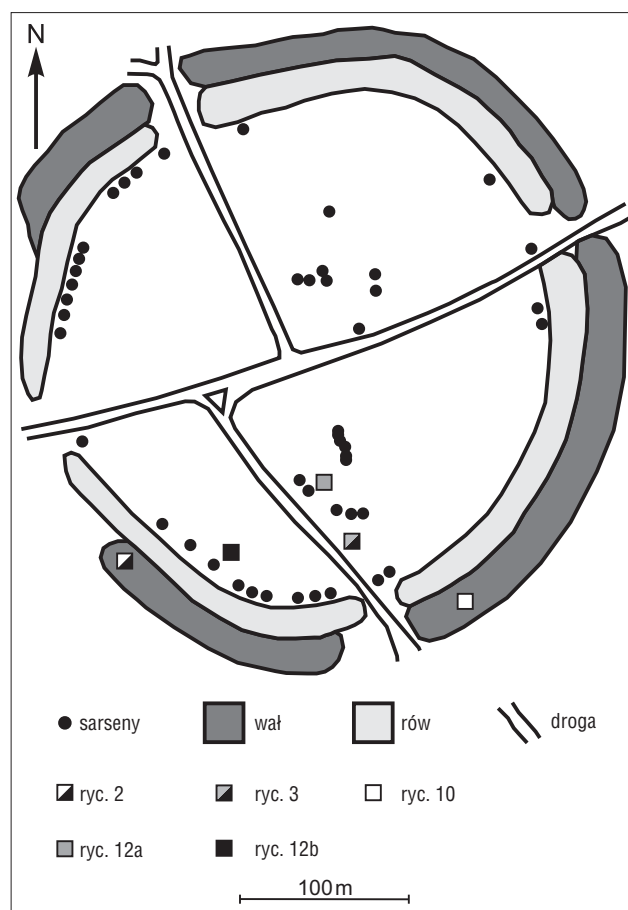 N
sarseny wał rów droga
ryc. 2 ryc. 3 ryc. 10
ryc. 12a ryc. 12b
100 m